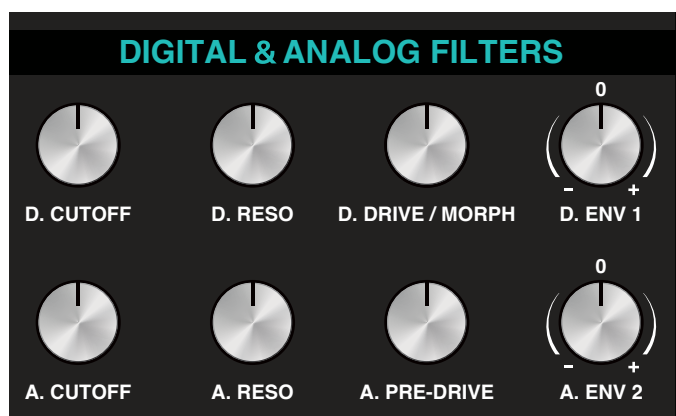 DIGITAL & ANALOG FILTERS
0
- +
D. CUTOFF D. RESO D. DRIVE / MORPH D. ENV 1
0
- +
A. CUTOFF A. RESO A. PRE-DRIVE A. ENV 2